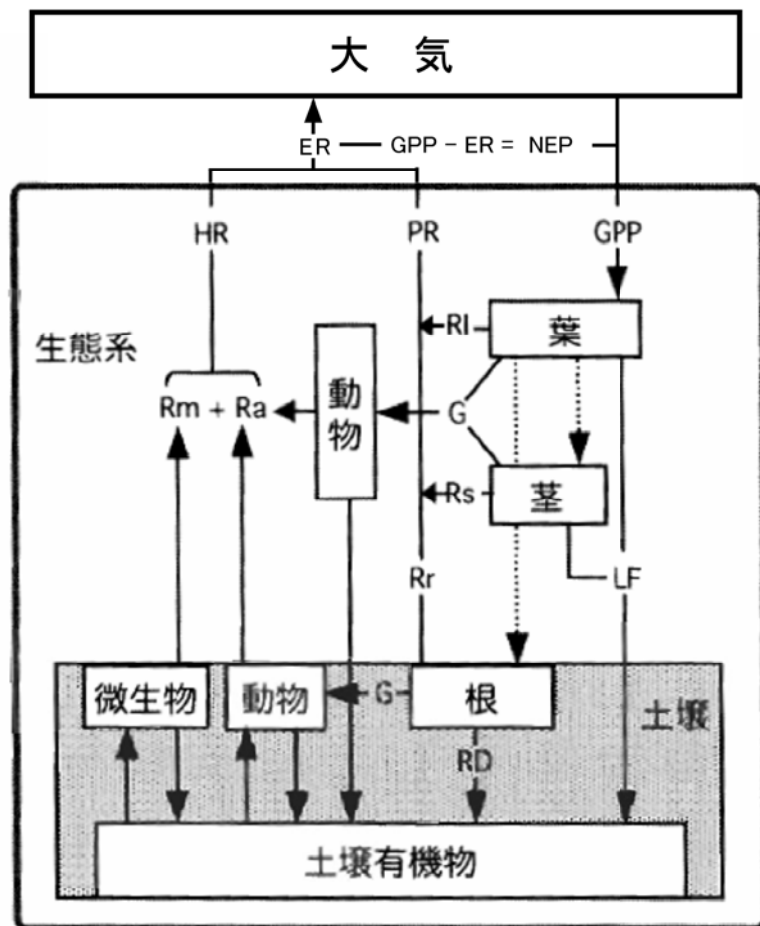 大 気
ER
GPP - ER = NEP
HR
PR
GPP
生態系
Rl
葉
動物
Rm + Ra
G
Rs
茎
Rr
LF
微生物
動物
G
根
土壌
RD
土壌有機物